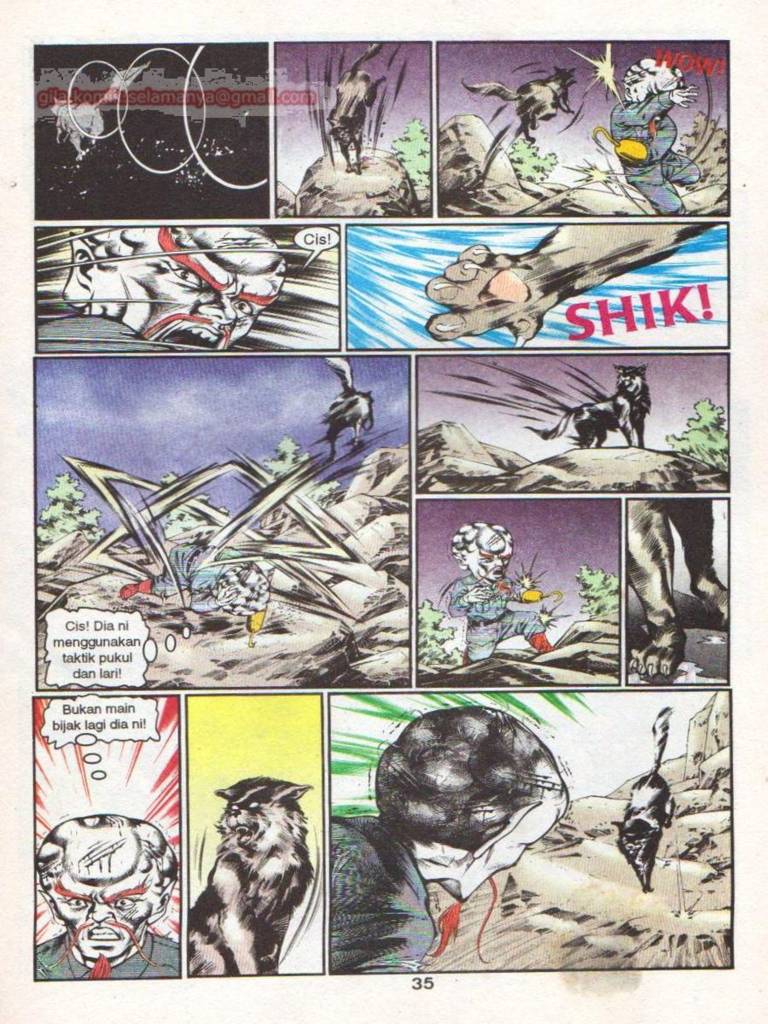 gila-komik-selamanya@gmail.com
WOW!
Cis!
SHIK!
Cis! Dia ni
menggunakan
taktik pukul
dan lari!
Bukan main
bijak lagi dia ni!
35